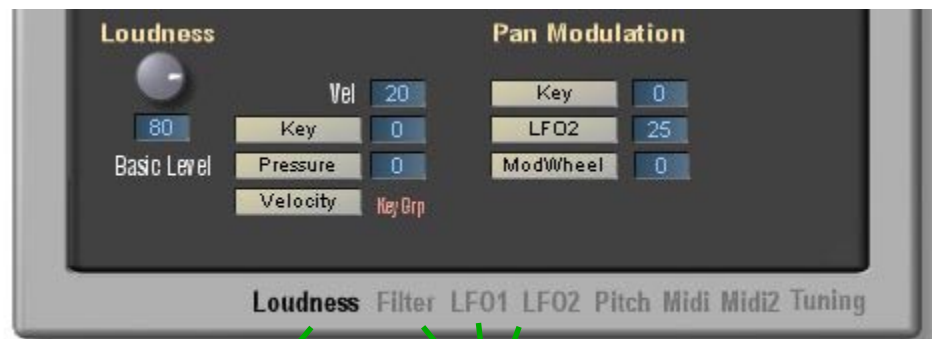 Loudness Pan Modulation
Vel 20 Key 0
80 Key 0 LFO2 25
Basic Level Pressure 0 ModWheel 0
Velocity Key Grp
Loudness Filter LFO1 LFO2 Pitch Midi Midi2 Tuning